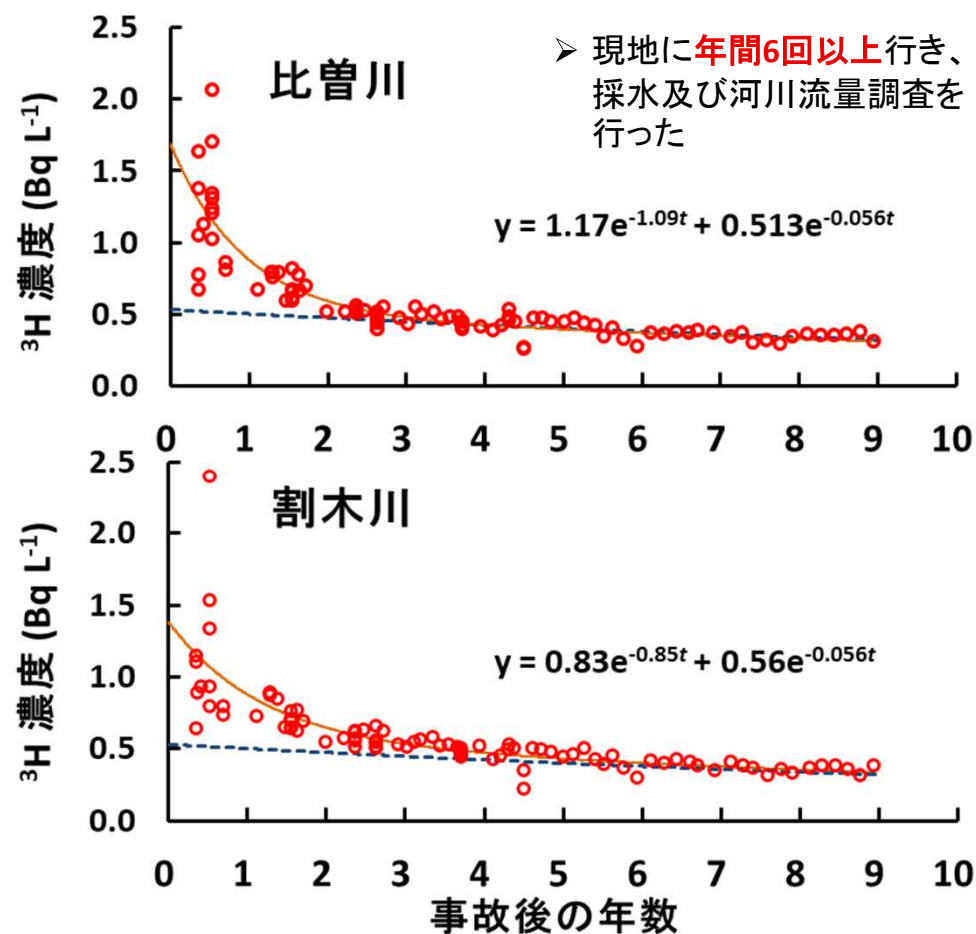 比曽川
➢ 現地に年間6回以上行き、
採水及び河川流量調査を
行った
³H 濃度 (Bq L⁻¹)
2.5
2.0
1.5
1.0
0.5
0.0
y = 1.17e⁻¹·⁰⁹ᵗ + 0.513e⁻⁰·⁰⁵⁶ᵗ
0 1 2 3 4 5 6 7 8 9 10
割木川
³H 濃度 (Bq L⁻¹)
2.5
2.0
1.5
1.0
0.5
0.0
y = 0.83e⁻⁰·⁸⁵ᵗ + 0.56e⁻⁰·⁰⁵⁶ᵗ
0 1 2 3 4 5 6 7 8 9 10
事故後の年数